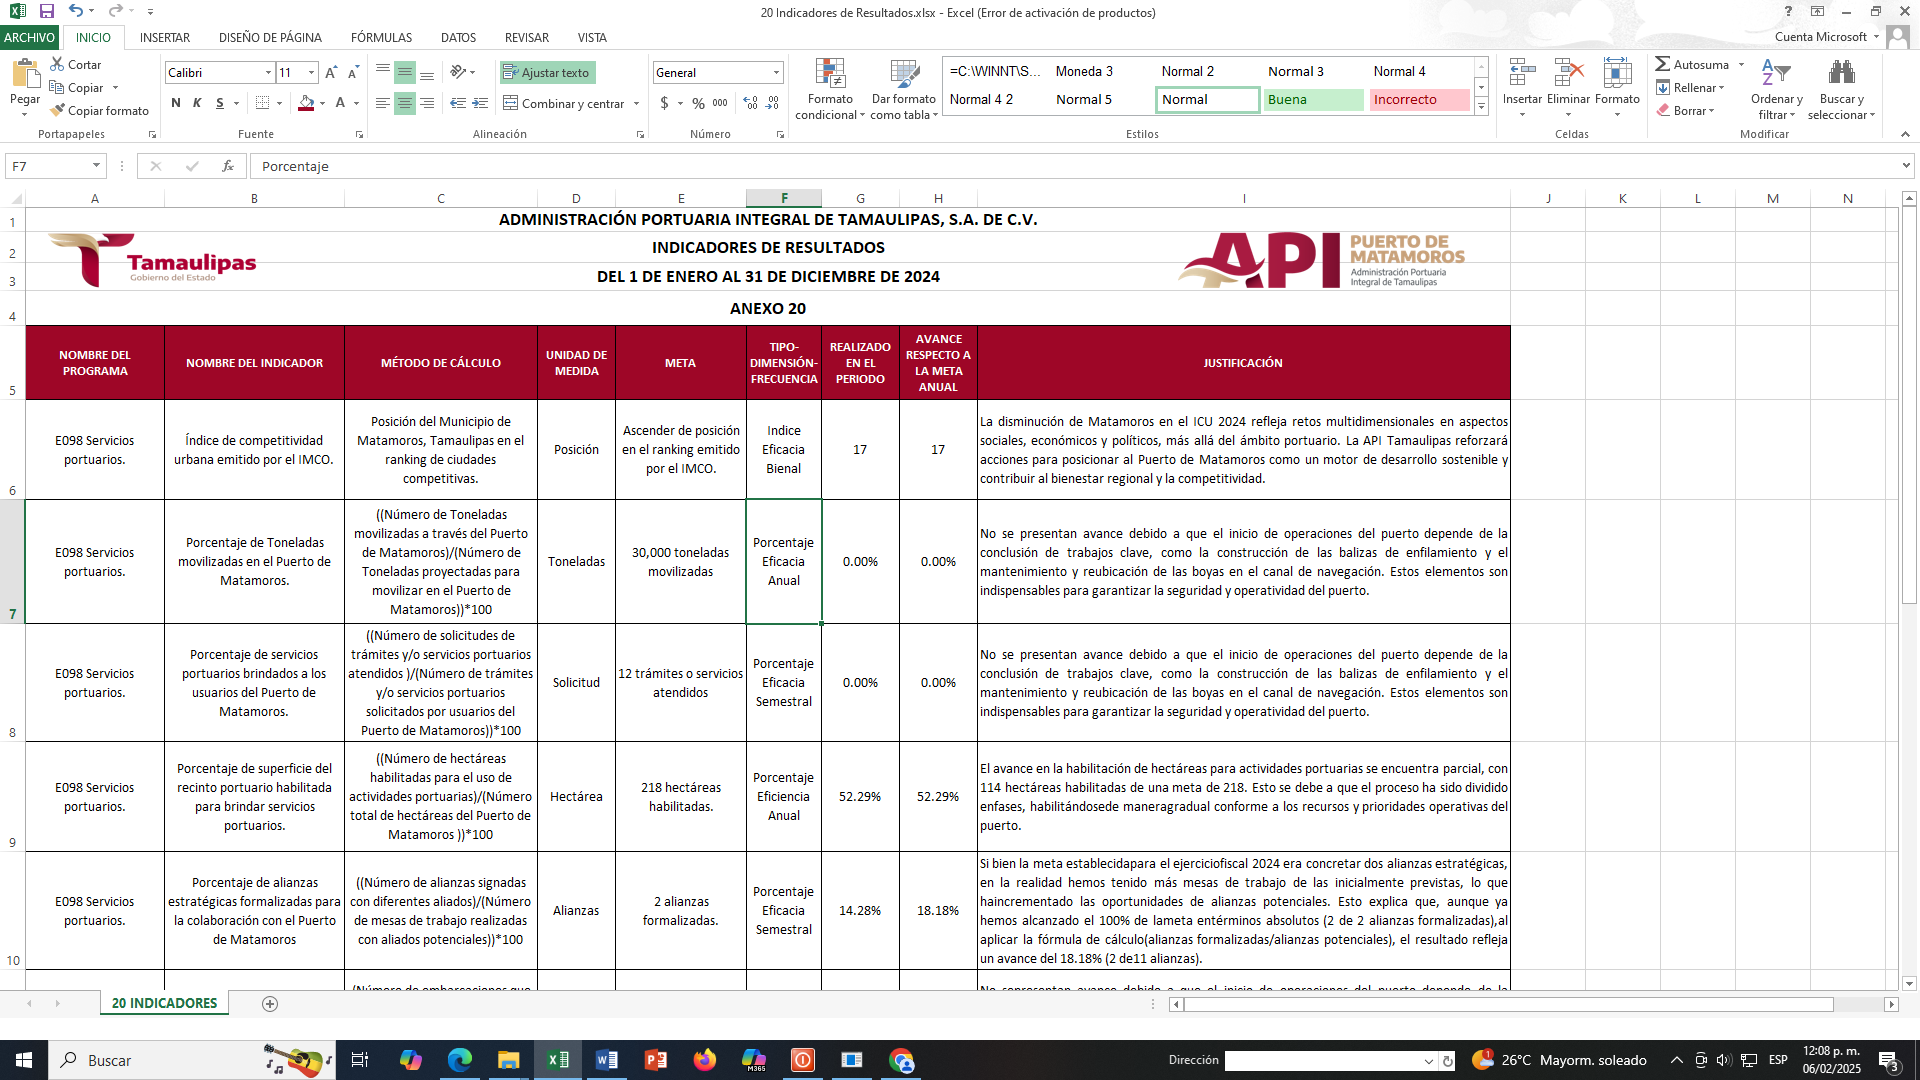 20 Indicadores de Resultados.xlsx - Excel (Error de activación de productos)
ARCHIVO INICIO INSERTAR DISEÑO DE PÁGINA FÓRMULAS DATOS REVISAR VISTA Cuenta Microsoft
Pegar
Cortar
Copiar
Copiar formato
Portapapeles
Calibri 11
N K S
Fuente
Ajustar texto
Combinar y centrar
Alineación
General
$ % 000
Número
Formato condicional
Dar formato como tabla
=C:\WINNT\S... Moneda 3 Normal 2 Normal 3 Normal 4
Normal 4 2 Normal 5 Normal Buena Incorrecto
Estilos
Insertar Eliminar Formato
Celdas
Autosuma
Rellenar
Borrar
Ordenar y filtrar
Buscar y seleccionar
Modificar
F7 fx Porcentaje
A B C D E F G H I J K L M N
1
2
3
4
5
6
7
8
9
10
ADMINISTRACIÓN PORTUARIA INTEGRAL DE TAMAULIPAS, S.A. DE C.V.
INDICADORES DE RESULTADOS
DEL 1 DE ENERO AL 31 DE DICIEMBRE DE 2024
ANEXO 20
Tamaulipas
Gobierno del Estado
API
PUERTO DE
MATAMOROS
Administración Portuaria
Integral de Tamaulipas
NOMBRE DEL
PROGRAMA
NOMBRE DEL INDICADOR
MÉTODO DE CÁLCULO
UNIDAD DE
MEDIDA
META
TIPO-
DIMENSIÓN-
FRECUENCIA
REALIZADO
EN EL
PERIODO
AVANCE
RESPECTO A
LA META
ANUAL
JUSTIFICACIÓN
E098 Servicios
portuarios.
Índice de competitividad
urbana emitido por el IMCO.
Posición del Municipio de
Matamoros, Tamaulipas en el
ranking de ciudades
competitivas.
Posición
Ascender de posición
en el ranking emitido
por el IMCO.
Indice
Eficacia
Bienal
17
17
La disminución de Matamoros en el ICU 2024 refleja retos multidimensionales en aspectos
sociales, económicos y políticos, más allá del ámbito portuario. La API Tamaulipas reforzará
acciones para posicionar al Puerto de Matamoros como un motor de desarrollo sostenible y
contribuir al bienestar regional y la competitividad.
E098 Servicios
portuarios.
Porcentaje de Toneladas
movilizadas en el Puerto de
Matamoros.
((Número de Toneladas
movilizadas a través del Puerto
de Matamoros)/(Número de
Toneladas proyectadas para
movilizar en el Puerto de
Matamoros))*100
Toneladas
30,000 toneladas
movilizadas
Porcentaje
Eficacia
Anual
0.00%
0.00%
No se presentan avance debido a que el inicio de operaciones del puerto depende de la
conclusión de trabajos clave, como la construcción de las balizas de enfilamiento y el
mantenimiento y reubicación de las boyas en el canal de navegación. Estos elementos son
indispensables para garantizar la seguridad y operatividad del puerto.
E098 Servicios
portuarios.
Porcentaje de servicios
portuarios brindados a los
usuarios del Puerto de
Matamoros.
((Número de solicitudes de
trámites y/o servicios portuarios
atendidos )/(Número de trámites
y/o servicios portuarios
solicitados por usuarios del
Puerto de Matamoros))*100
Solicitud
12 trámites o servicios
atendidos
Porcentaje
Eficacia
Semestral
0.00%
0.00%
No se presentan avance debido a que el inicio de operaciones del puerto depende de la
conclusión de trabajos clave, como la construcción de las balizas de enfilamiento y el
mantenimiento y reubicación de las boyas en el canal de navegación. Estos elementos son
indispensables para garantizar la seguridad y operatividad del puerto.
E098 Servicios
portuarios.
Porcentaje de superficie del
recinto portuario habilitada
para brindar servicios
portuarios.
((Número de hectáreas
habilitadas para el uso de
actividades portuarias)/(Número
total de hectáreas del Puerto de
Matamoros ))*100
Hectárea
218 hectáreas
habilitadas.
Porcentaje
Eficiencia
Anual
52.29%
52.29%
El avance en la habilitación de hectáreas para actividades portuarias se encuentra parcial, con
114 hectáreas habilitadas de una meta de 218. Esto se debe a que el proceso ha sido dividido
enfases, habilitándosede maneragradual conforme a los recursos y prioridades operativas del
puerto.
E098 Servicios
portuarios.
Porcentaje de alianzas
estratégicas formalizadas para
la colaboración con el Puerto
de Matamoros
((Número de alianzas signadas
con diferentes aliados)/(Número
de mesas de trabajo realizadas
con aliados potenciales))*100
Alianzas
2 alianzas
formalizadas.
Porcentaje
Eficacia
Semestral
14.28%
18.18%
Si bien la meta establecidapara el ejerciciofiscal 2024 era concretar dos alianzas estratégicas,
en la realidad hemos tenido más mesas de trabajo de las inicialmente previstas, lo que
haincrementado las oportunidades de alianzas potenciales. Esto explica que, aunque ya
hemos alcanzado el 100% de lameta entérminos absolutos (2 de 2 alianzas formalizadas),al
aplicar la fórmula de cálculo(alianzas formalizadas/alianzas potenciales), el resultado refleja
un avance del 18.18% (2 de11 alianzas).
20 INDICADORES
Buscar
M365
Dirección
26°C Mayorm. soleado
ESP
12:08 p. m.
06/02/2025
3